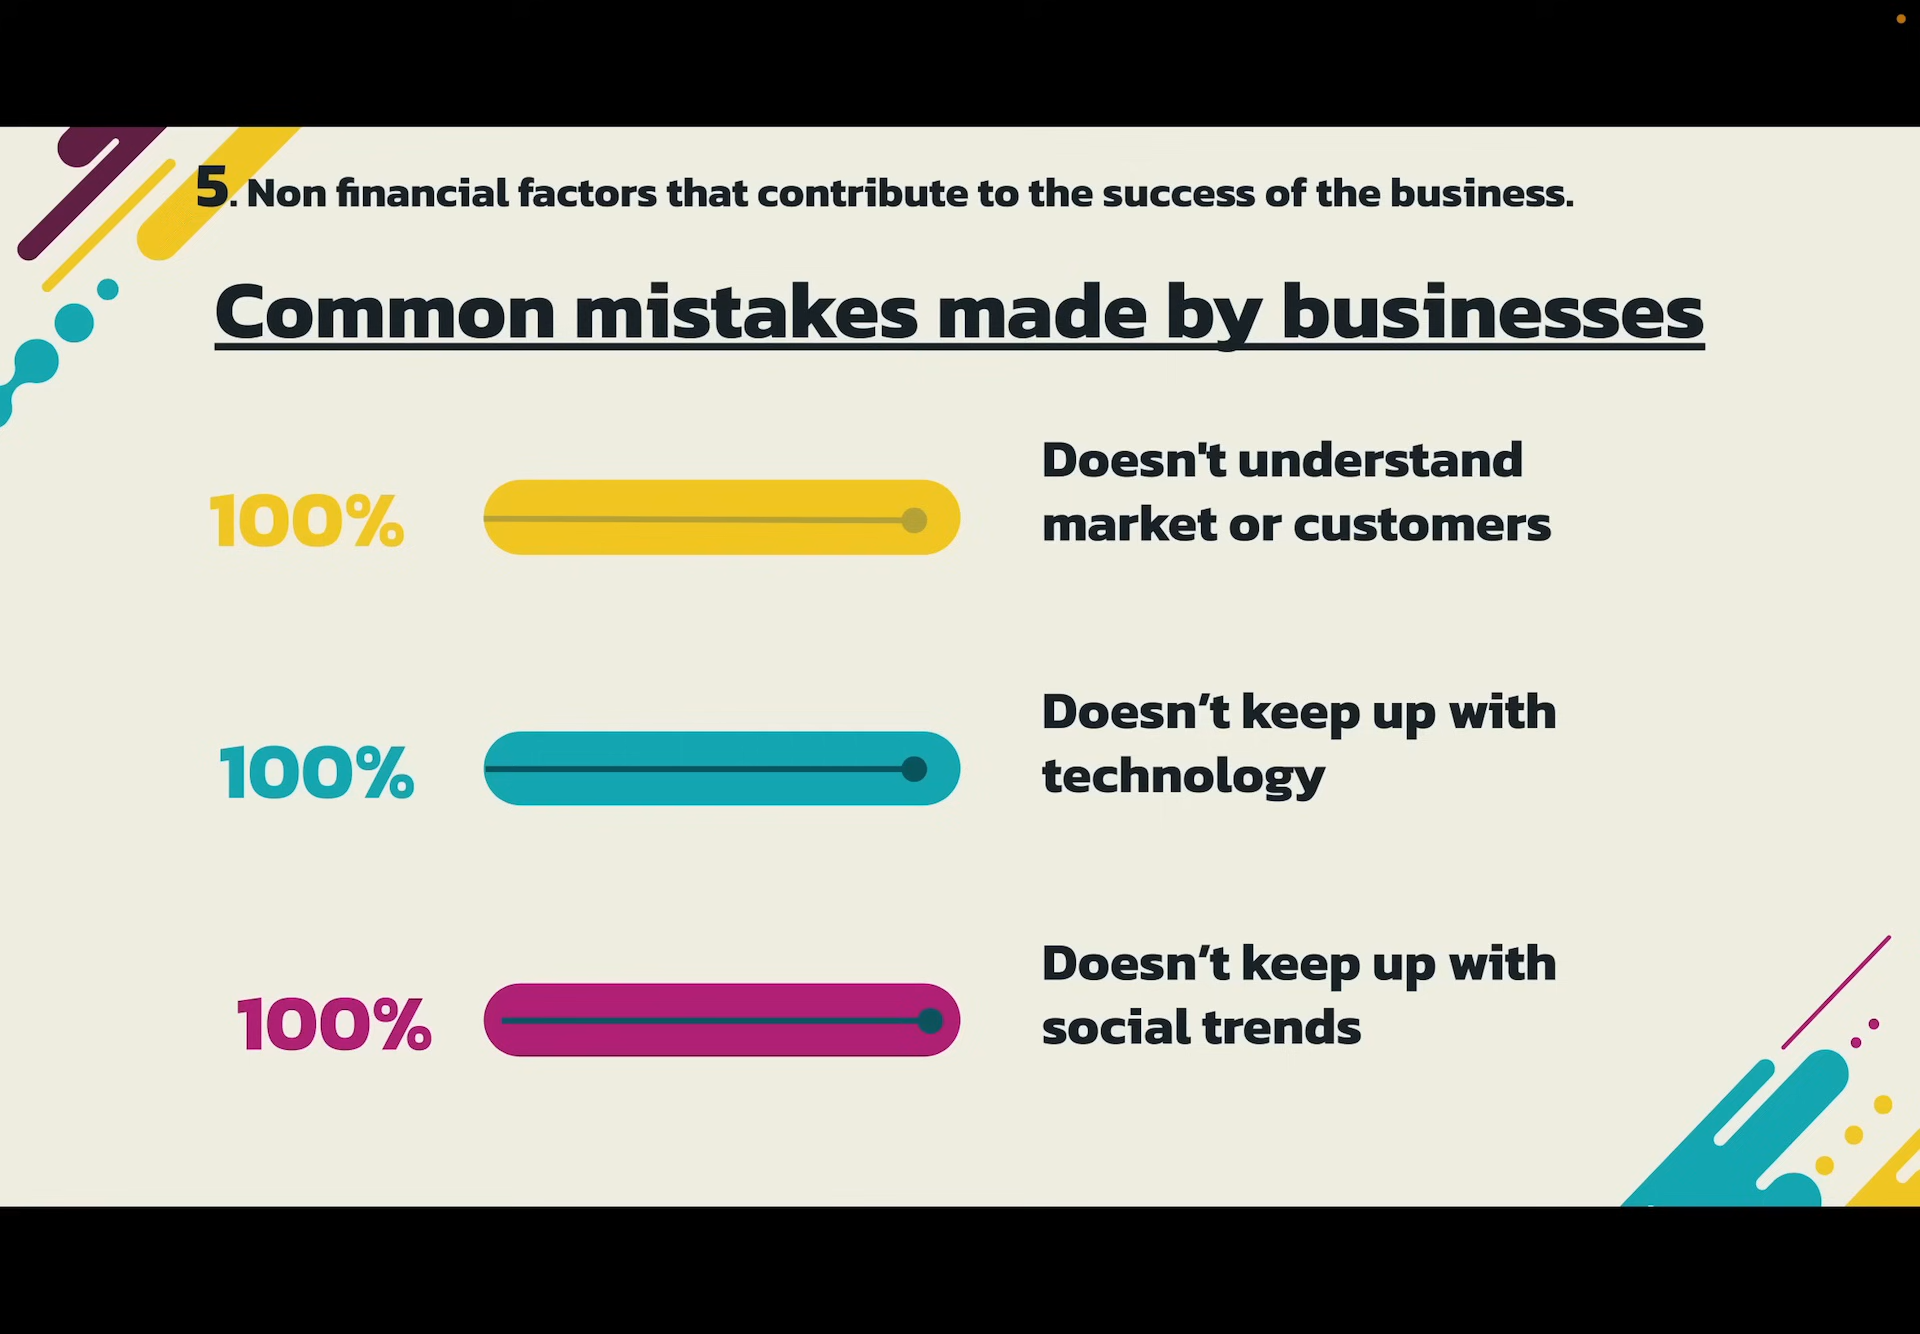 5. Non financial factors that contribute to the success of the business.
Common mistakes made by businesses
100%
Doesn't understand
market or customers
100%
Doesn’t keep up with
technology
100%
Doesn’t keep up with
social trends